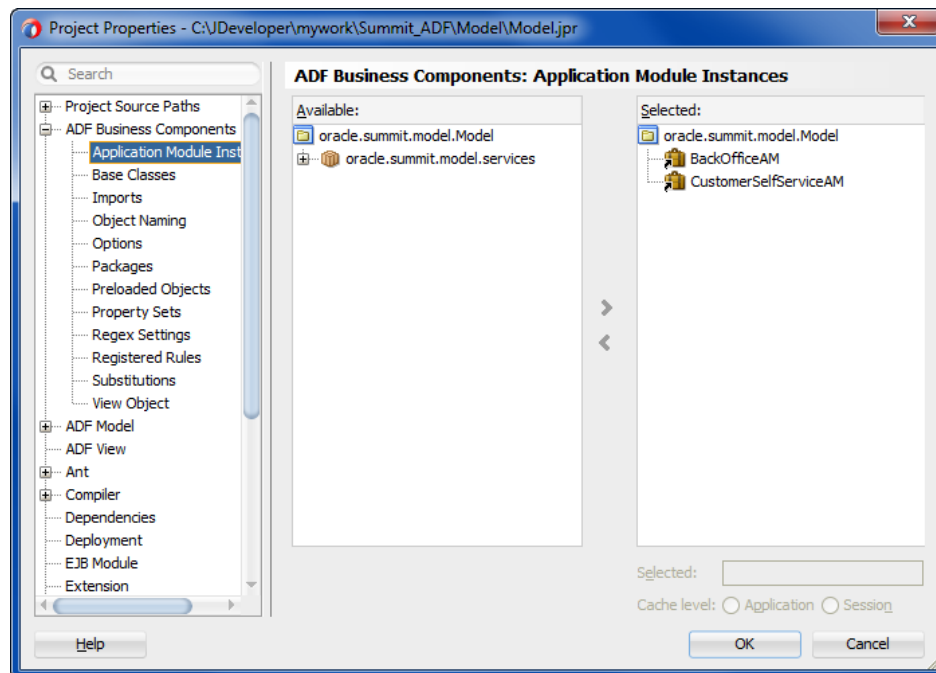 Project Properties - C:\JDeveloper\mywork\Summit_ADF\Model\Model.jpr
Search
Project Source Paths
ADF Business Components
Application Module Inst
Base Classes
Imports
Object Naming
Options
Packages
Preloaded Objects
Property Sets
Regex Settings
Registered Rules
Substitutions
View Object
ADF Model
ADF View
Ant
Compiler
Dependencies
Deployment
EJB Module
Extension
ADF Business Components: Application Module Instances
Available:
oracle.summit.model.Model
oracle.summit.model.services
Selected:
oracle.summit.model.Model
BackOfficeAM
CustomerSelfServiceAM
Selected:
Cache level: Application Session
Help
OK
Cancel